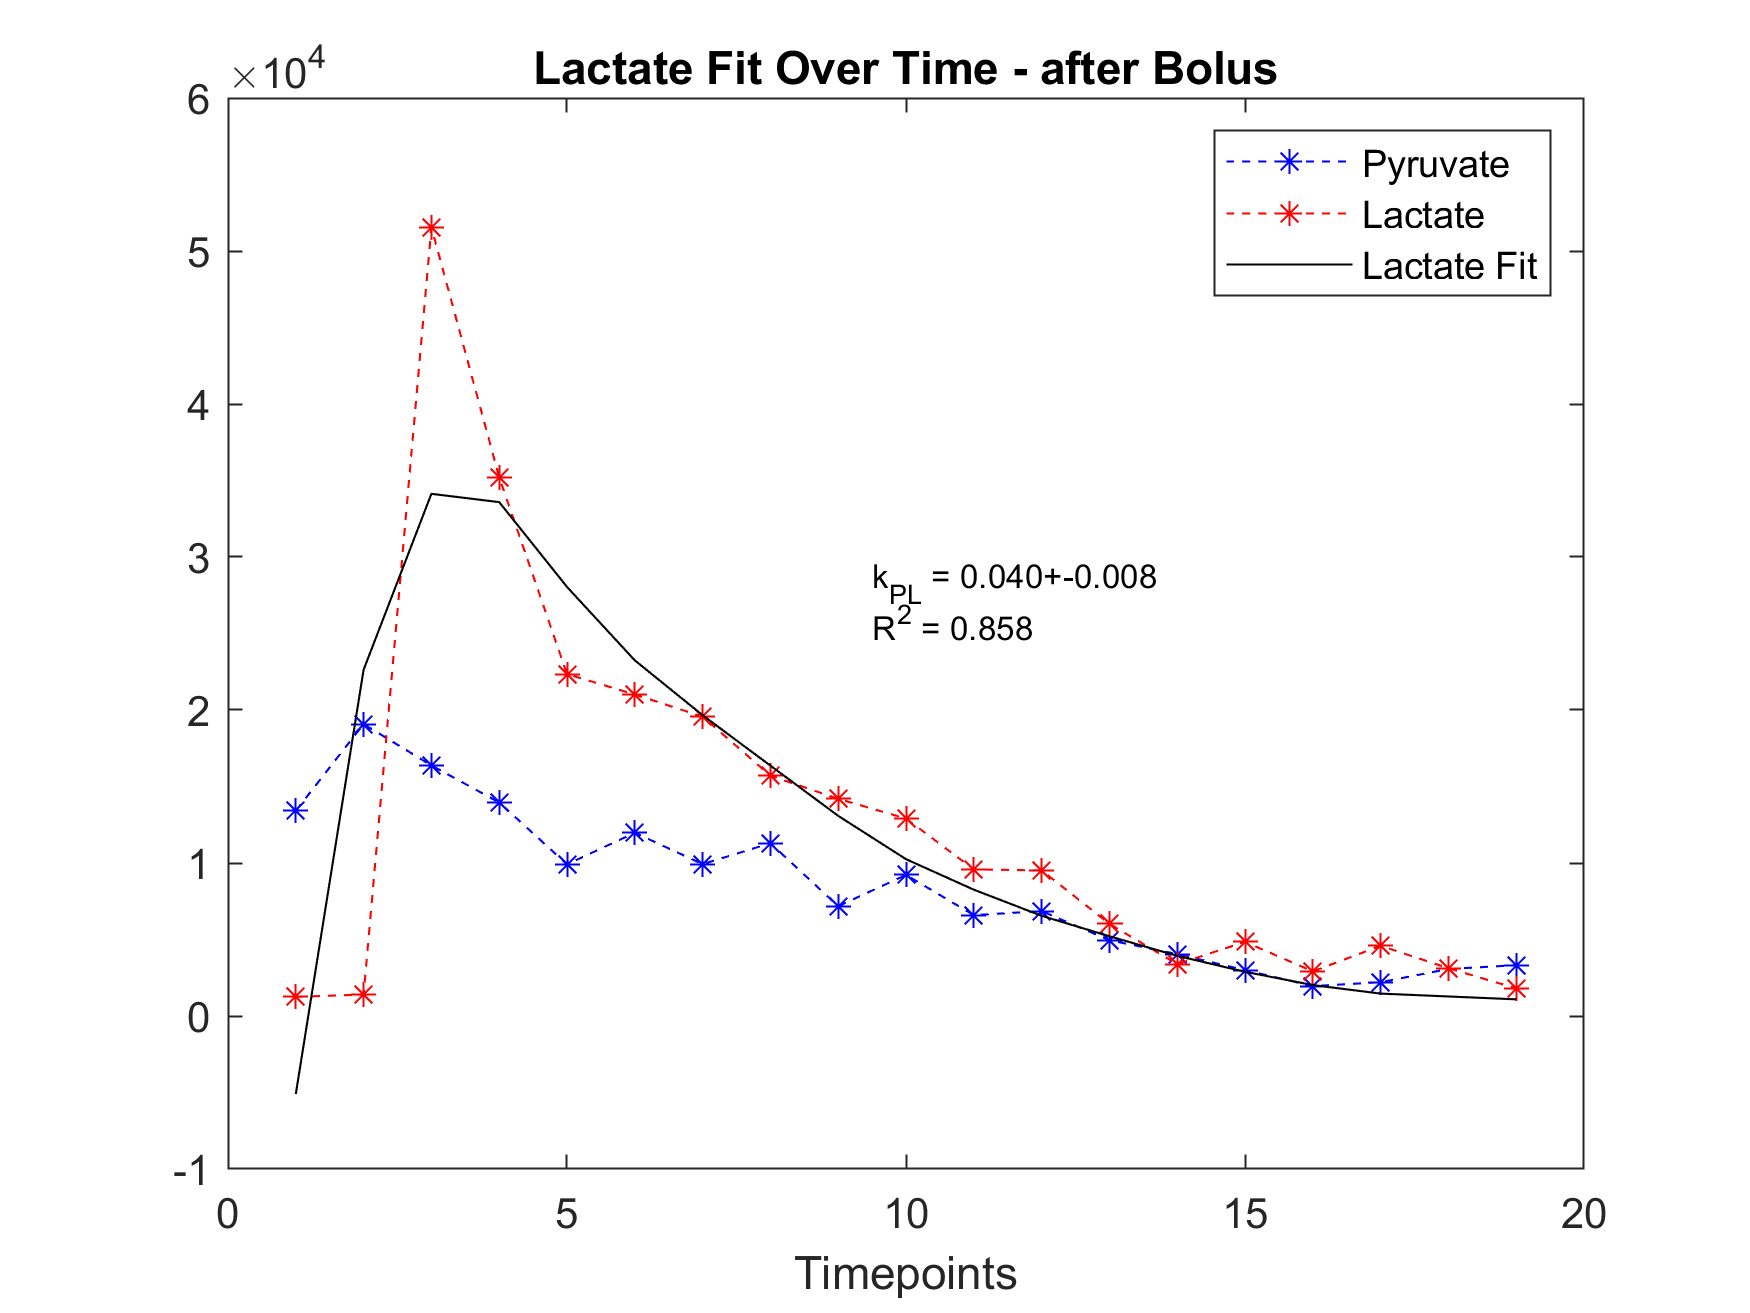 Lactate Fit Over Time - after Bolus
×10^4
6
5
4
3
2
1
0
-1
Pyruvate
Lactate
Lactate Fit
k_PL = 0.040+-0.008
R^2 = 0.858
0 5 10 15 20
Timepoints